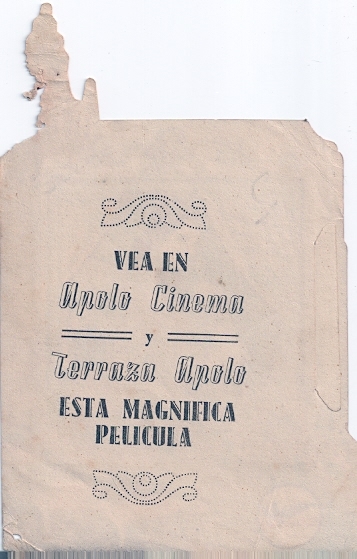 VEA EN
Apolo Cinema
y
Terraza Apolo
ESTA MAGNIFICA
PELICULA